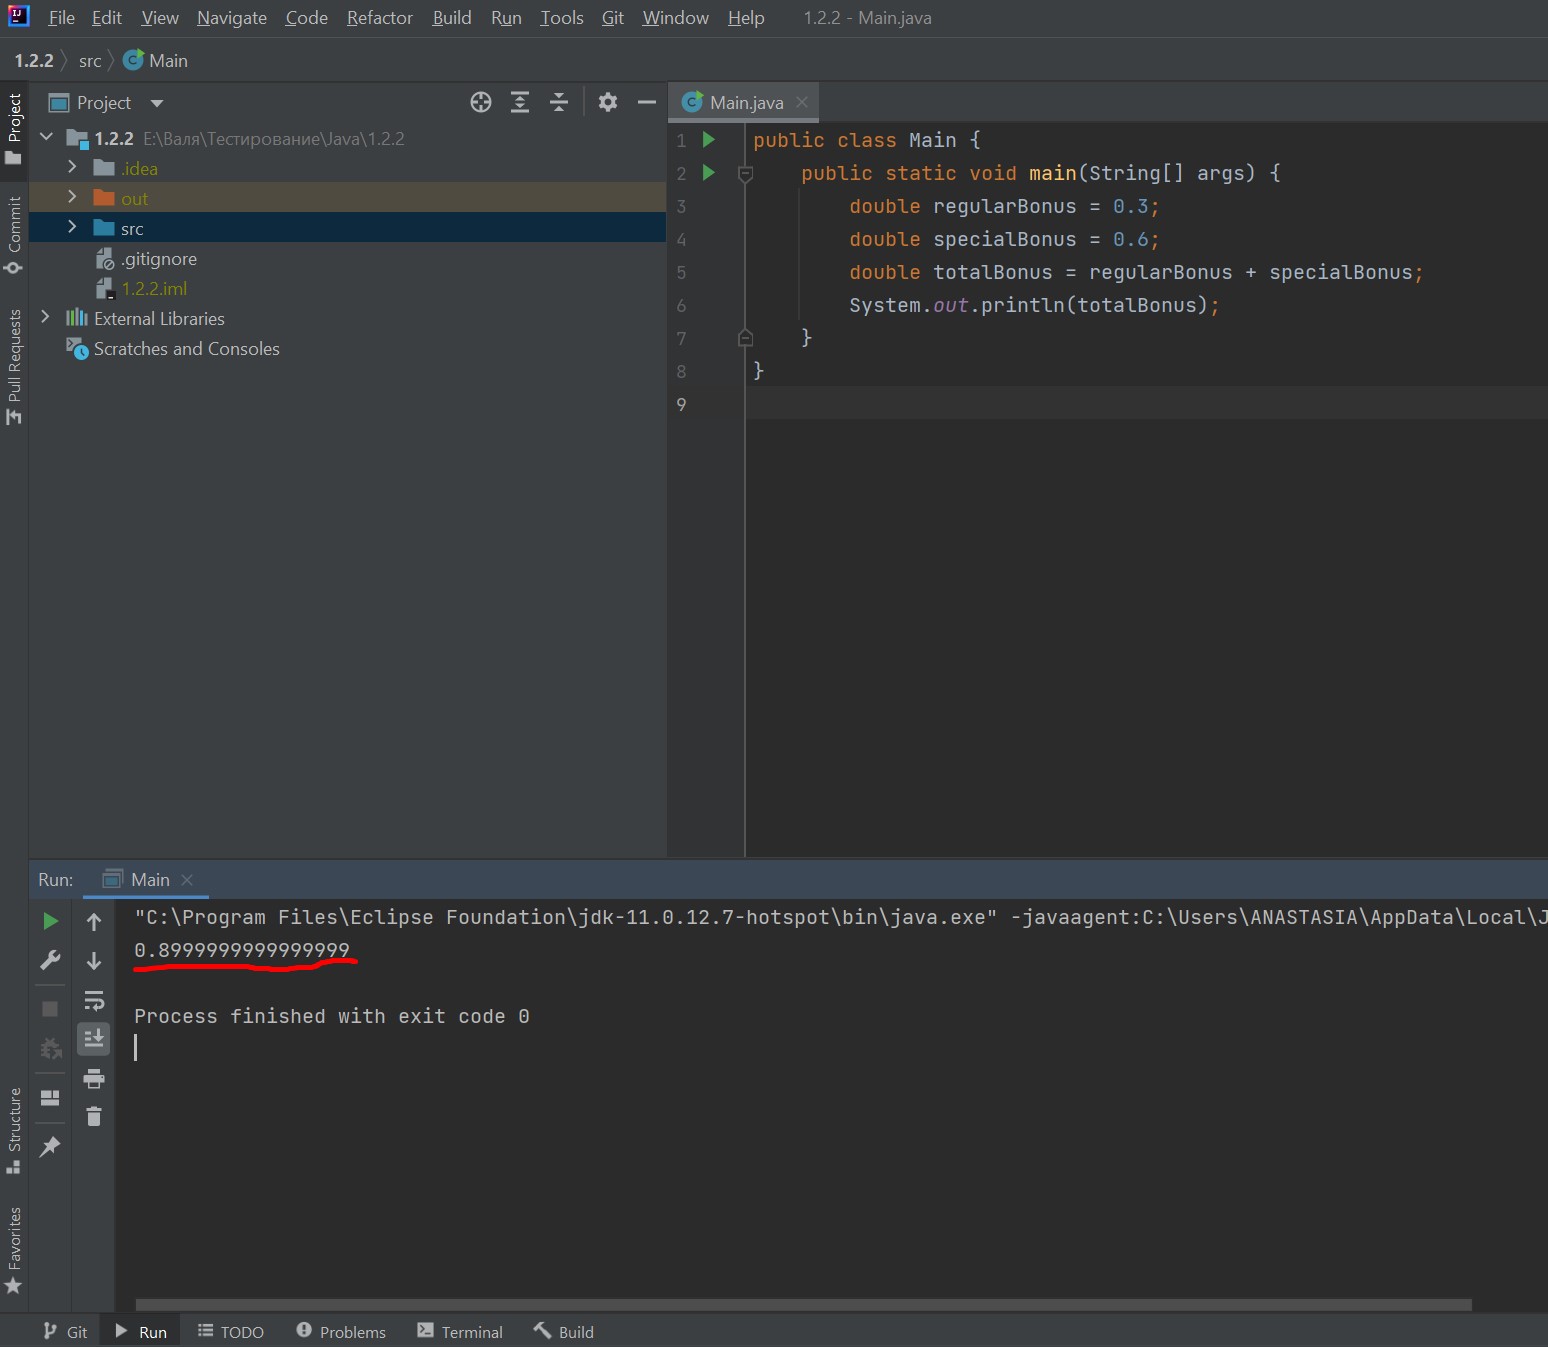 File Edit View Navigate Code Refactor Build Run Tools Git Window Help 1.2.2 - Main.java
1.2.2 src Main
Project
Commit
Pull Requests
Structure
Favorites
Project
1.2.2 E:\Валя\Тестирование\Java\1.2.2
.idea
out
src
.gitignore
1.2.2.iml
External Libraries
Scratches and Consoles
Main.java
1 public class Main {
2 public static void main(String[] args) {
3 double regularBonus = 0.3;
4 double specialBonus = 0.6;
5 double totalBonus = regularBonus + specialBonus;
6 System.out.println(totalBonus);
7 }
8 }
9
Run: Main
"C:\Program Files\Eclipse Foundation\jdk-11.0.12.7-hotspot\bin\java.exe" -javaagent:C:\Users\ANASTASIA\AppData\Local\J
0.8999999999999999
Process finished with exit code 0
Git Run TODO Problems Terminal Build